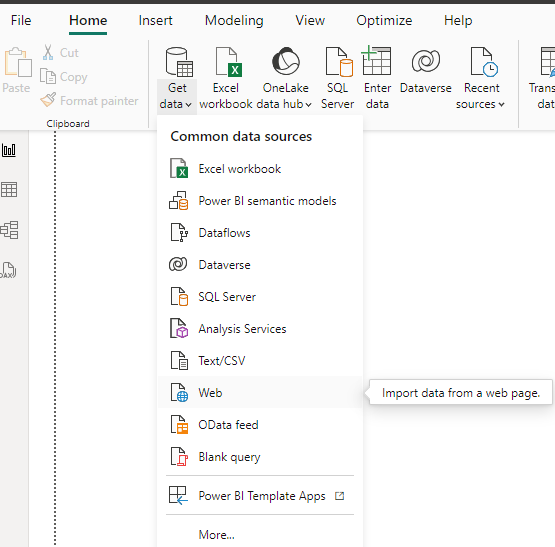 File Home Insert Modeling View Optimize Help
Paste
Cut
Copy
Format painter
Clipboard
Get data
Excel workbook
OneLake data hub
SQL Server
Enter data
Dataverse
Recent sources
Common data sources
Excel workbook
Power BI semantic models
Dataflows
Dataverse
SQL Server
Analysis Services
Text/CSV
Web
Import data from a web page.
OData feed
Blank query
Power BI Template Apps
More...